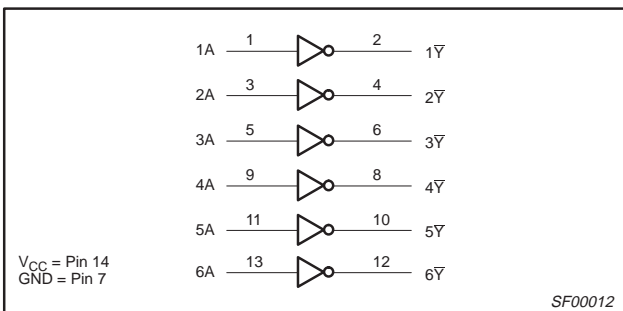 1A 1 2 1Y̅
2A 3 4 2Y̅
3A 5 6 3Y̅
4A 9 8 4Y̅
5A 11 10 5Y̅
6A 13 12 6Y̅
VCC = Pin 14
GND = Pin 7
SF00012